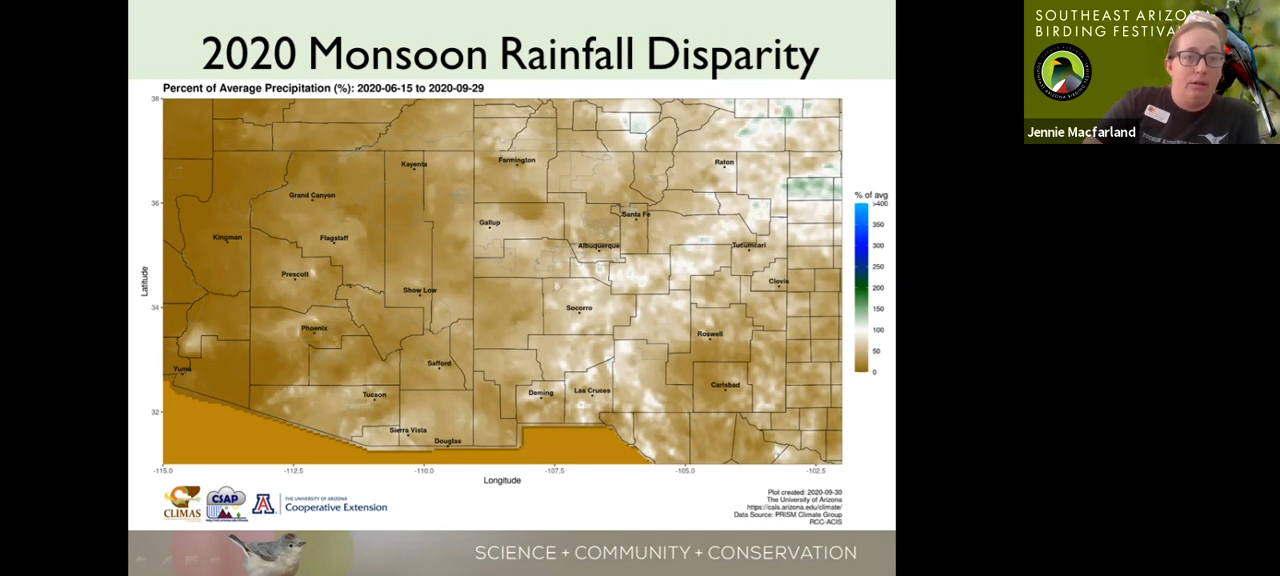 2020 Monsoon Rainfall Disparity
Percent of Average Precipitation (%): 2020-06-15 to 2020-09-29
38
36
34
32
Latitude
Kayenta
Farmington
Raton
Grand Canyon
Santa Fe
Gallup
Kingman
Flagstaff
Albuquerque
Tucumcari
Prescott
Clovis
Show Low
Socorro
Phoenix
Roswell
Safford
Yuma
Carlsbad
Deming
Las Cruces
Tucson
Sierra Vista
Douglas
-115.0
-112.5
-110.0
-107.5
-105.0
-102.5
Longitude
% of avg
>400
350
300
250
200
150
100
50
0
CLIMAS
CSAP
A
THE UNIVERSITY OF ARIZONA
Cooperative Extension
Plot created: 2020-09-30
The University of Arizona
https://cals.arizona.edu/climate/
Data Source: PRISM Climate Group
RCC-ACIS
SCIENCE + COMMUNITY + CONSERVATION
SOUTHEAST ARIZONA
BIRDING FESTIVA
Jennie Macfarland